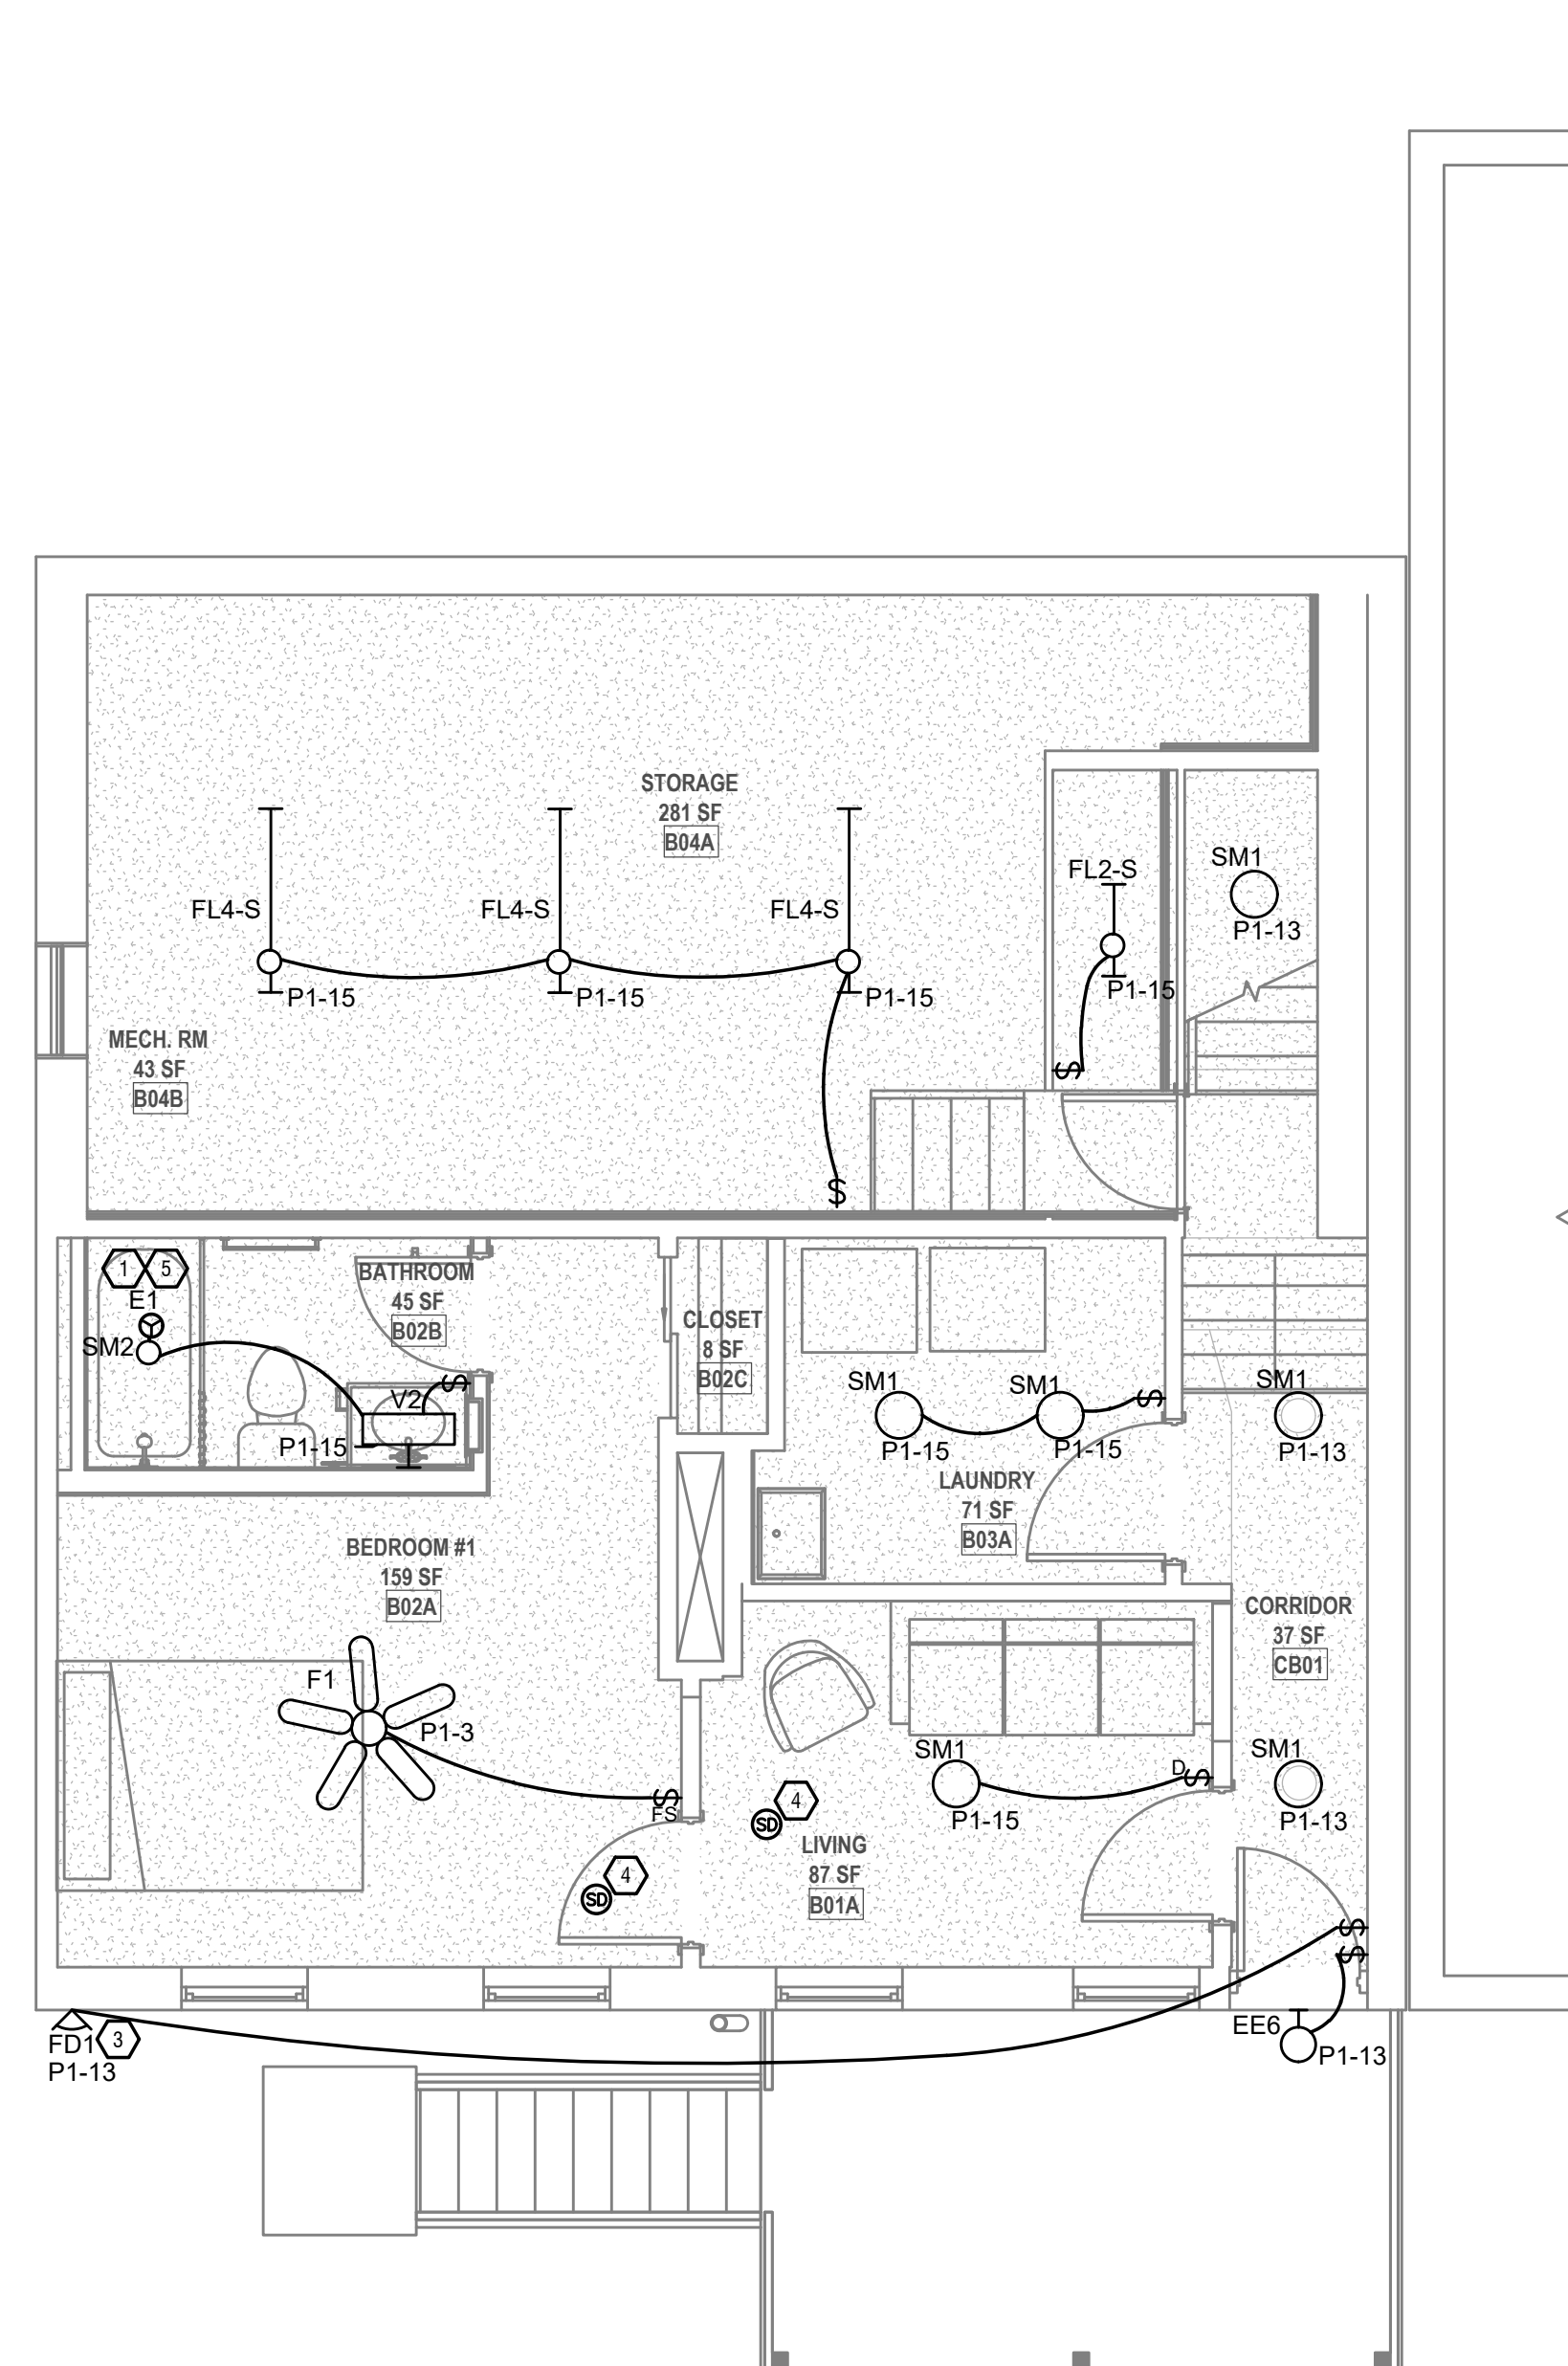 STORAGE
281 SF
B04A
SM1
P1-13
FL2-S
P1-15
FL4-S
FL4-S
FL4-S
P1-15
P1-15
P1-15
MECH. RM
43 SF
B04B
$
$
1
5
E1
SM2
BATHROOM
45 SF
B02B
$
V2
P1-15
CLOSET
8 SF
B02C
SM1
P1-15
SM1
P1-15
$
SM1
P1-13
LAUNDRY
71 SF
B03A
BEDROOM #1
159 SF
B02A
CORRIDOR
37 SF
CB01
F1
P1-3
$
FS
SM1
P1-15
D
$
SM1
P1-13
4
SD
4
SD
LIVING
87 SF
B01A
$
$
FD1
3
P1-13
EE6
P1-13